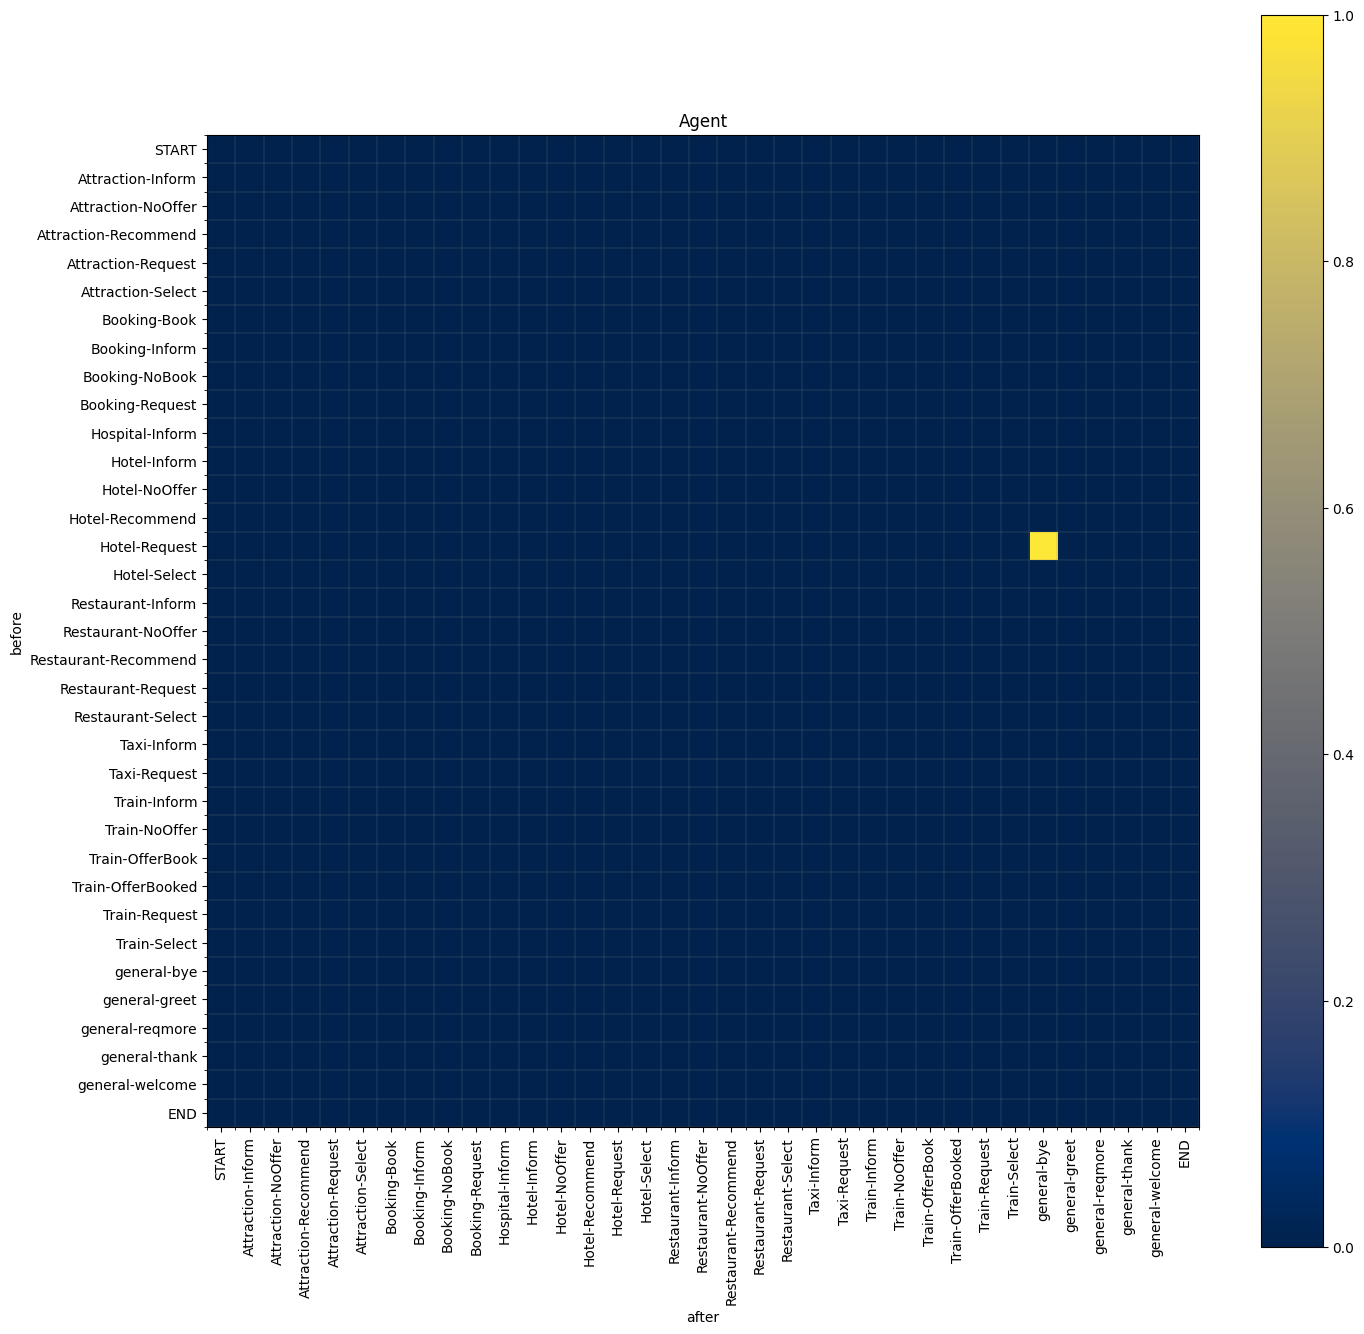 Agent
START
Attraction-Inform
Attraction-NoOffer
Attraction-Recommend
Attraction-Request
Attraction-Select
Booking-Book
Booking-Inform
Booking-NoBook
Booking-Request
Hospital-Inform
Hotel-Inform
Hotel-NoOffer
Hotel-Recommend
Hotel-Request
Hotel-Select
Restaurant-Inform
Restaurant-NoOffer
Restaurant-Recommend
Restaurant-Request
Restaurant-Select
Taxi-Inform
Taxi-Request
Train-Inform
Train-NoOffer
Train-OfferBook
Train-OfferBooked
Train-Request
Train-Select
general-bye
general-greet
general-reqmore
general-thank
general-welcome
END
before
START
Attraction-Inform
Attraction-NoOffer
Attraction-Recommend
Attraction-Request
Attraction-Select
Booking-Book
Booking-Inform
Booking-NoBook
Booking-Request
Hospital-Inform
Hotel-Inform
Hotel-NoOffer
Hotel-Recommend
Hotel-Request
Hotel-Select
Restaurant-Inform
Restaurant-NoOffer
Restaurant-Recommend
Restaurant-Request
Restaurant-Select
Taxi-Inform
Taxi-Request
Train-Inform
Train-NoOffer
Train-OfferBook
Train-OfferBooked
Train-Request
Train-Select
general-bye
general-greet
general-reqmore
general-thank
general-welcome
END
after
1.0
0.8
0.6
0.4
0.2
0.0